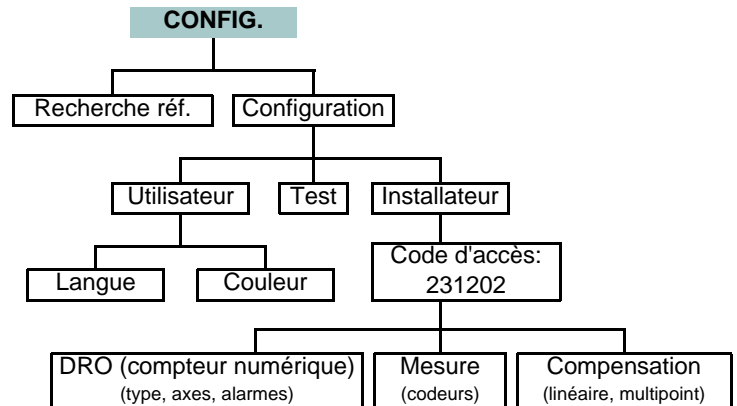 CONFIG.
Recherche réf.
Configuration
Utilisateur
Test
Installateur
Langue
Couleur
Code d'accès:
231202
DRO (compteur numérique)
(type, axes, alarmes)
Mesure
(codeurs)
Compensation
(linéaire, multipoint)